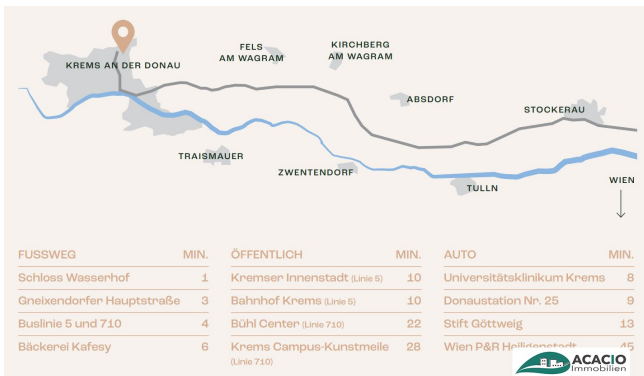 FELS
AM WAGRAM
KIRCHBERG
AM WAGRAM
KREMS AN DER DONAU
ABSDORF
STOCKERAU
TRAISMAUER
ZWENTENDORF
TULLN
WIEN
FUSSWEG MIN.
Schloss Wasserhof 1
Gneixendorfer Hauptstraße 3
Buslinie 5 und 710 4
Bäckerei Kafesy 6
ÖFFENTLICH MIN.
Kremser Innenstadt (Linie 5) 10
Bahnhof Krems (Linie 5) 10
Bühl Center (Linie 710) 22
Krems Campus-Kunstmeile 28
(Linie 710)
AUTO MIN.
Universitätsklinikum Krems 8
Donaustation Nr. 25 9
Stift Göttweig 13
Wien P&R Heiligenstadt 45
ACACIO
Immobilien